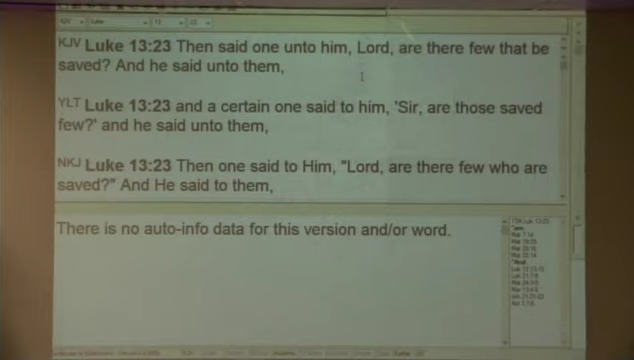 KJV Luke 13:23 Then said one unto him, Lord, are there few that be
saved? And he said unto them,
YLT Luke 13:23 and a certain one said to him, 'Sir, are those saved
few?' and he said unto them,
NKJ Luke 13:23 Then one said to Him, "Lord, are there few who are
saved?" And He said to them,
There is no auto-info data for this version and/or word.